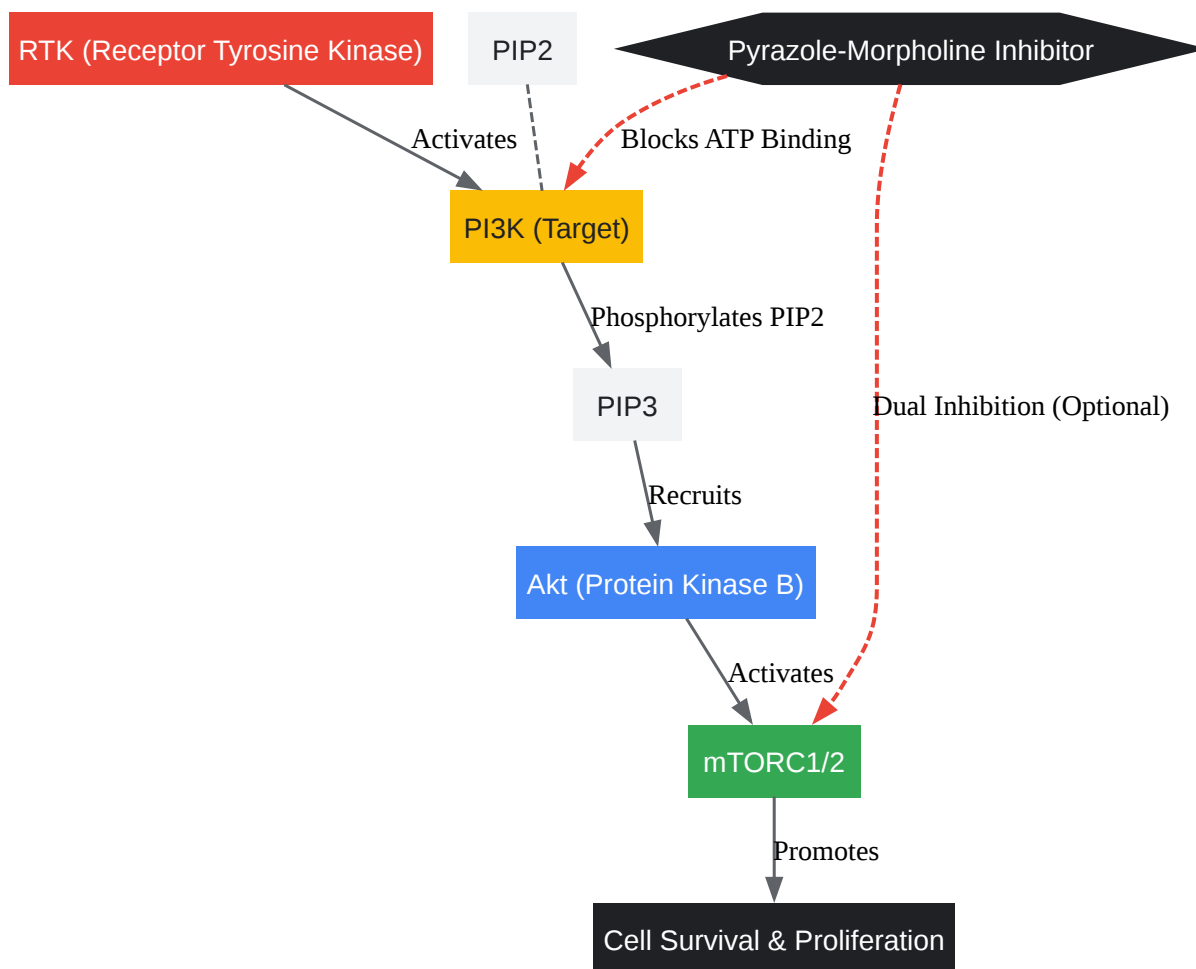 RTK (Receptor Tyrosine Kinase)
PIP2
Pyrazole-Morpholine Inhibitor
Activates
Blocks ATP Binding
PI3K (Target)
Phosphorylates PIP2
PIP3
Dual Inhibition (Optional)
Recruits
Akt (Protein Kinase B)
Activates
mTORC1/2
Promotes
Cell Survival & Proliferation